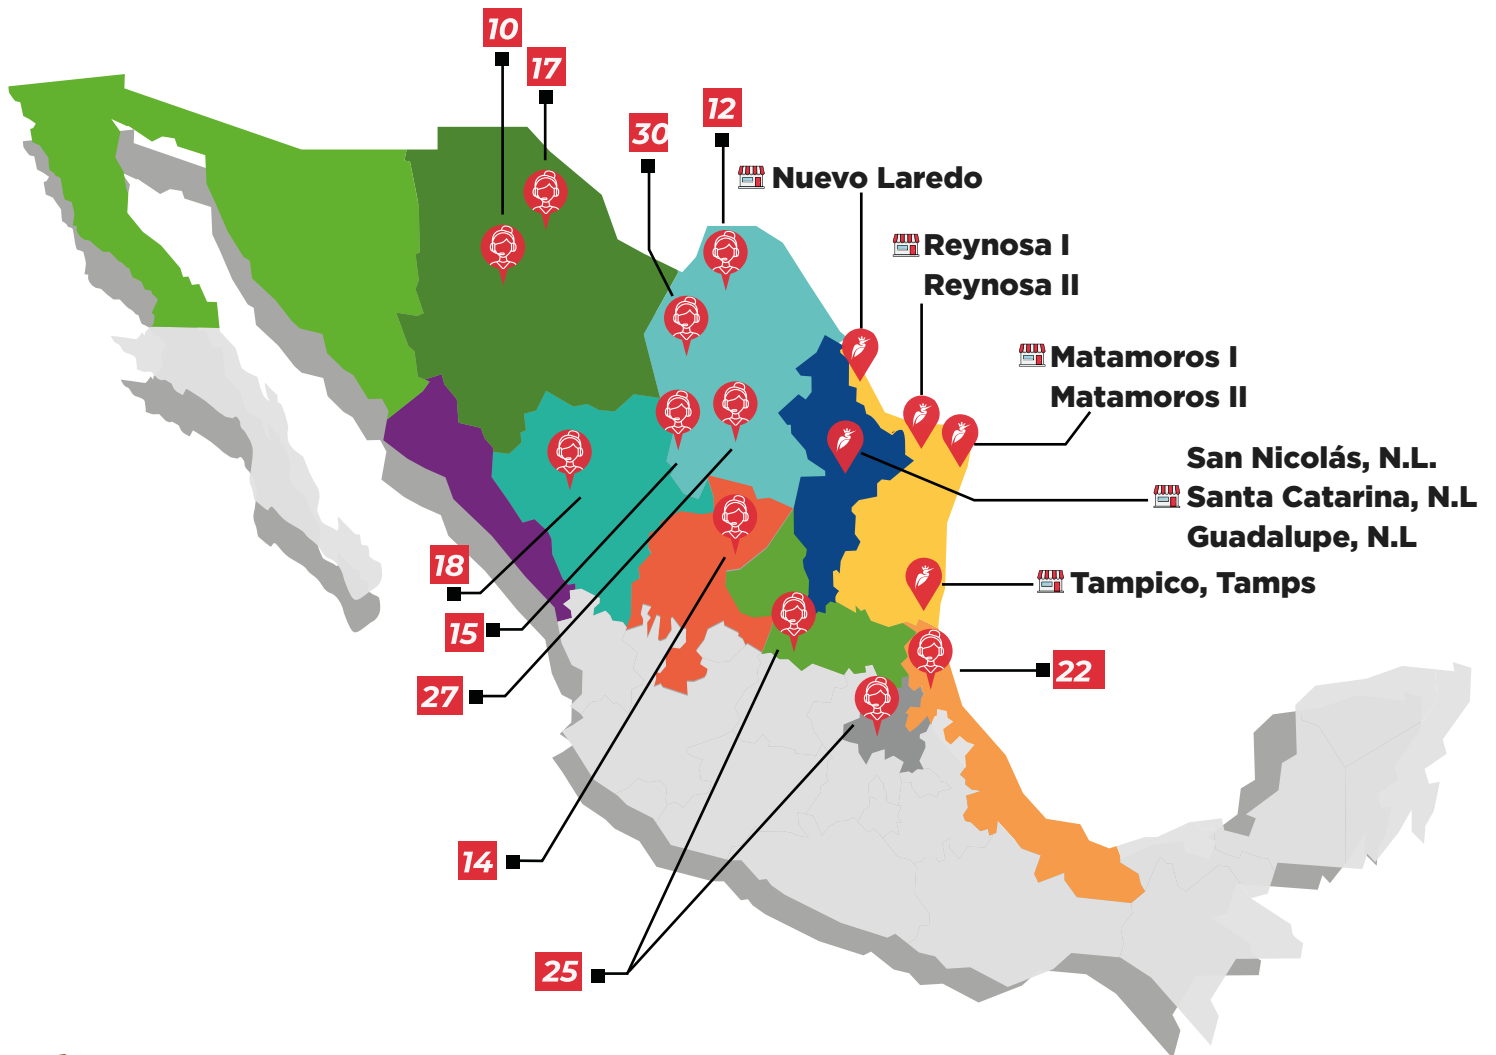 10
17
12
30
Nuevo Laredo
Reynosa I
Reynosa II
Matamoros I
Matamoros II
San Nicolás, N.L.
Santa Catarina, N.L
Guadalupe, N.L
18
Tampico, Tamps
15
22
27
14
25